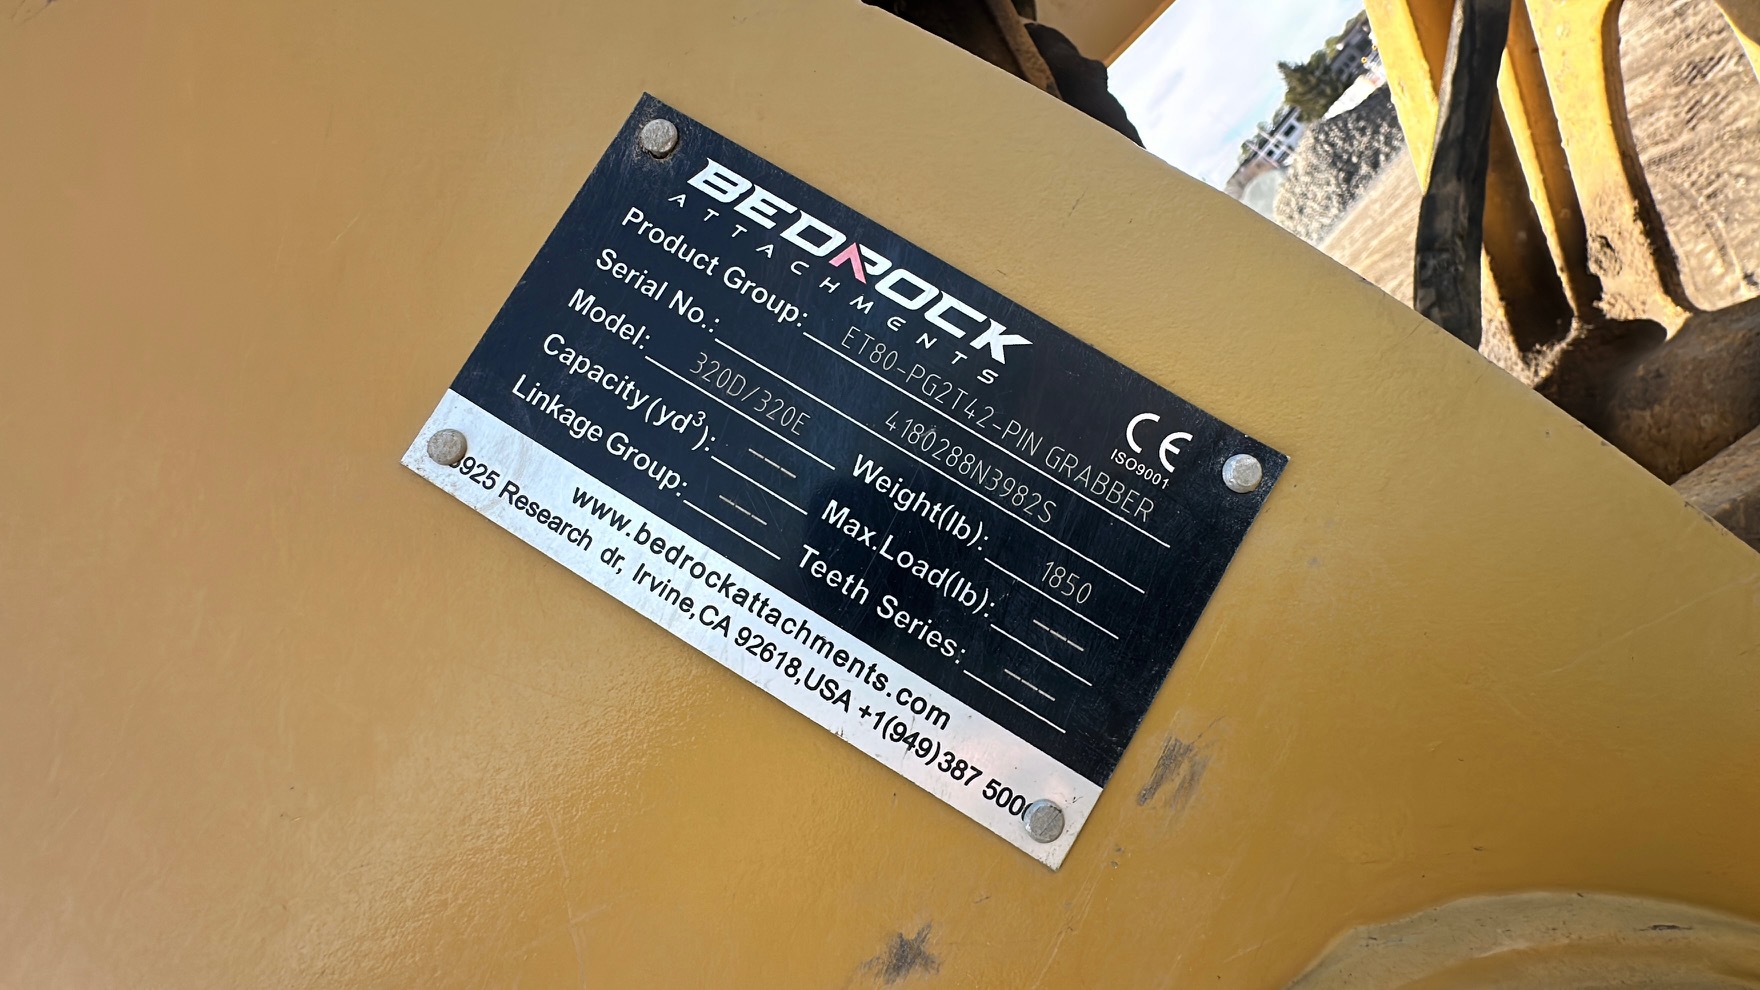 BEDROCK
ATTACHMENTS
CE
ISO9001
Product Group: ET80-PG2T42-PIN GRABBER
Serial No.: 4180288N3982S
Model: 320D/320E Weight(lb): 1850
Capacity(yd³): --- Max.Load(lb): ---
Linkage Group: --- Teeth Series: ---
www.bedrockattachments.com
Research dr, Irvine,CA 92618,USA +1(949)387